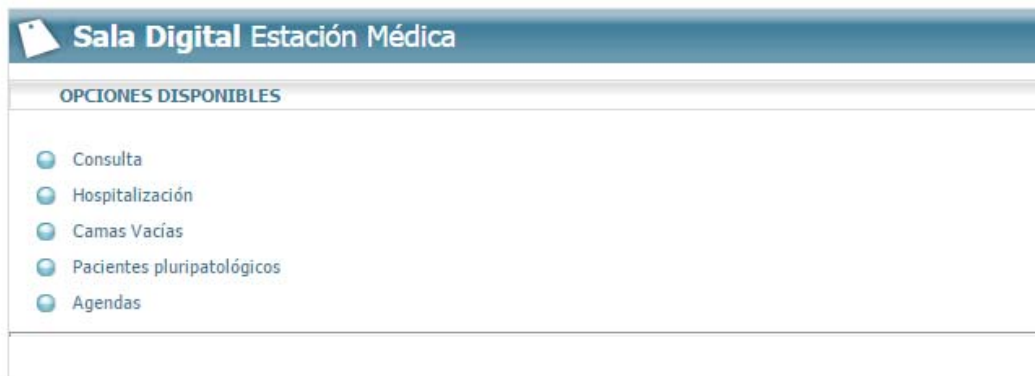 Sala Digital Estación Médica
OPCIONES DISPONIBLES
Consulta
Hospitalización
Camas Vacías
Pacientes pluripatológicos
Agendas